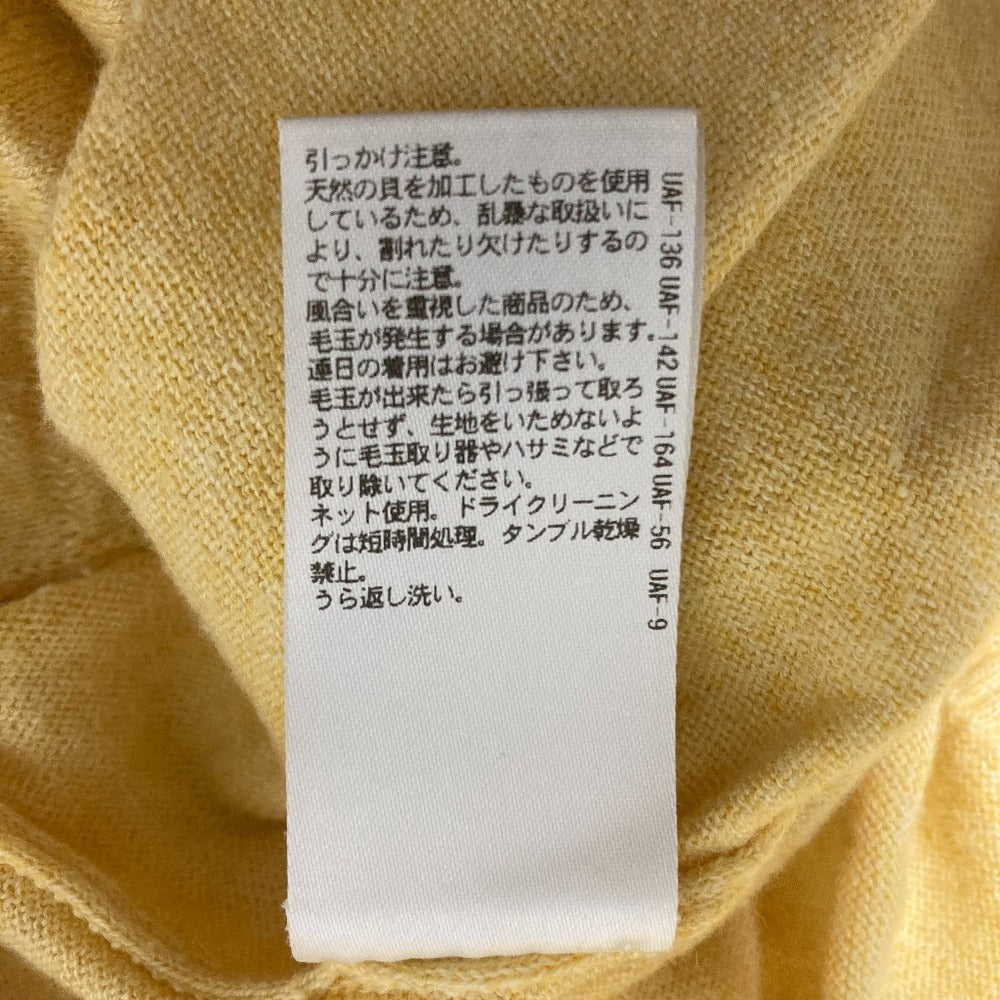 引っかけ注意。
天然の貝を加工したものを使用
しているため、乱暴な取扱いに
より、割れたり欠けたりするの
で十分に注意。
風合いを重視した商品のため、
毛玉が発生する場合があります。
連日の着用はお避け下さい。
毛玉が出来たら引っ張って取ろ
うとせず、生地をいためないよ
うに毛玉取り器やハサミなどで
取り除いてください。
ネット使用。ドライクリーニン
グは短時間処理。タンブル乾燥
禁止。
うら返し洗い。
UAF-136 UAF-142 UAF-164 UAF-56 UAF-9